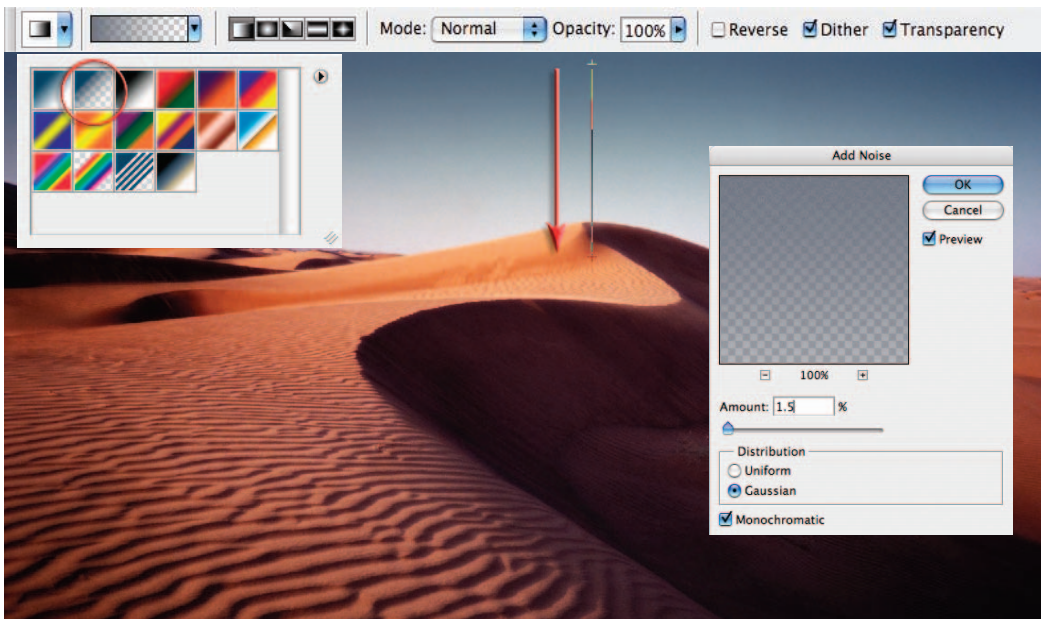 Mode: Normal Opacity: 100% Reverse Dither Transparency
Add Noise
OK
Cancel
Preview
100%
Amount: 1.5 %
Distribution
Uniform
Gaussian
Monochromatic